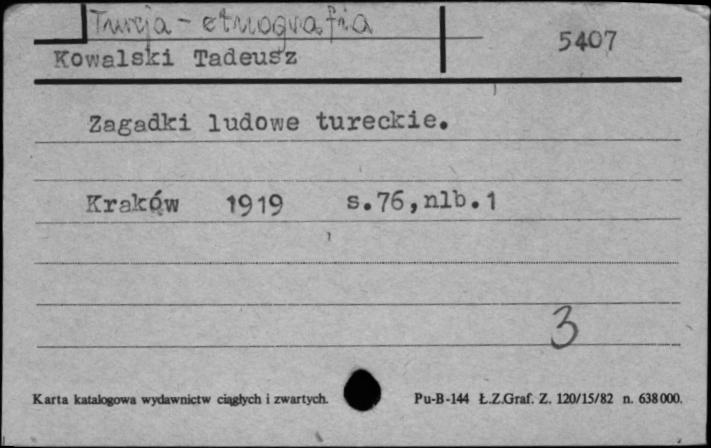 Turcja - etnografia
Kowalski Tadeusz
5407
Zagadki ludowe tureckie.
Kraków 1919 s.76,nlb.1
3
Karta katalogowa wydawnictw ciągłych i zwartych. Pu-B-144 Ł.Z.Graf. Z. 120/15/82 n. 638000.